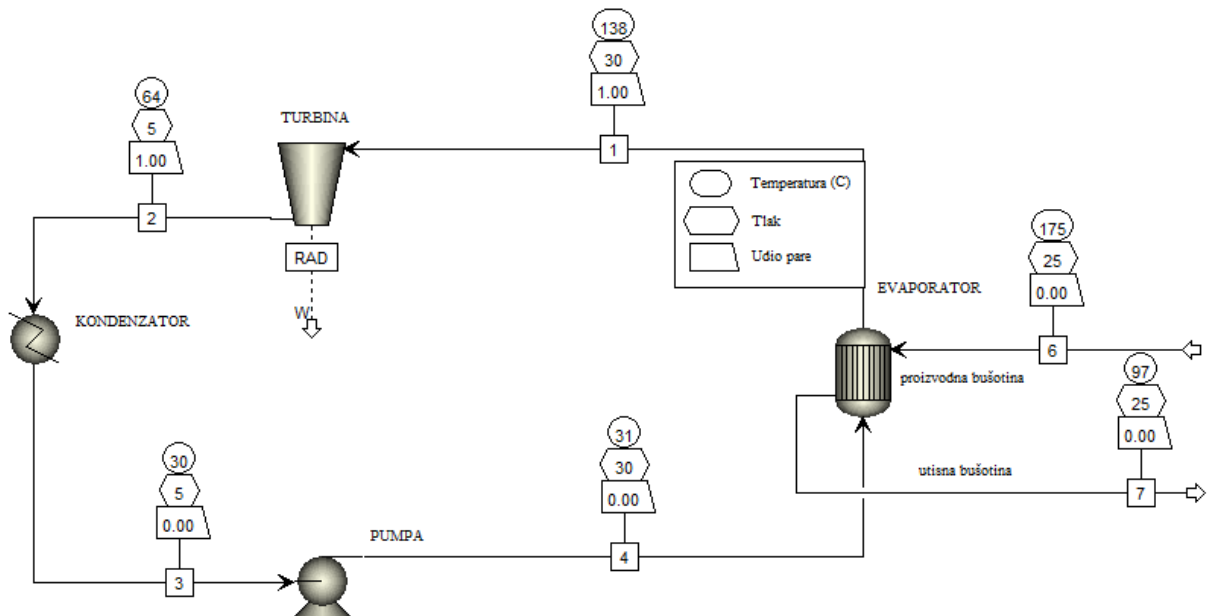 138
30
1.00
1
64
5
1.00
2
TURBINA
RAD
W
Temperatura (C)
Tlak
Udio pare
175
25
0.00
6
EVAPORATOR
KONDENZATOR
proizvodna bušotina
97
25
0.00
7
utisna bušotina
31
30
0.00
4
30
5
0.00
3
PUMPA